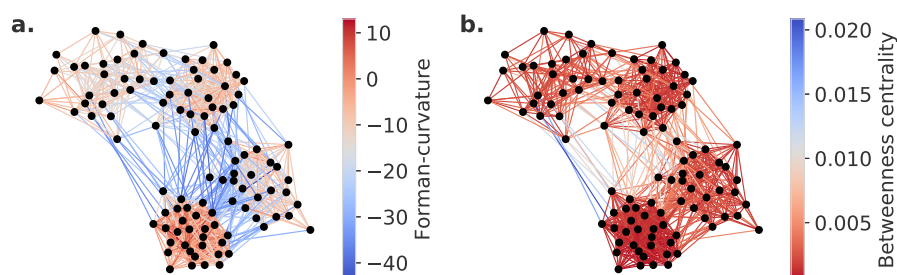 a.
10
0
−10
−20
−30
−40
Forman-curvature
b.
0.020
0.015
0.010
0.005
Betweenness centrality